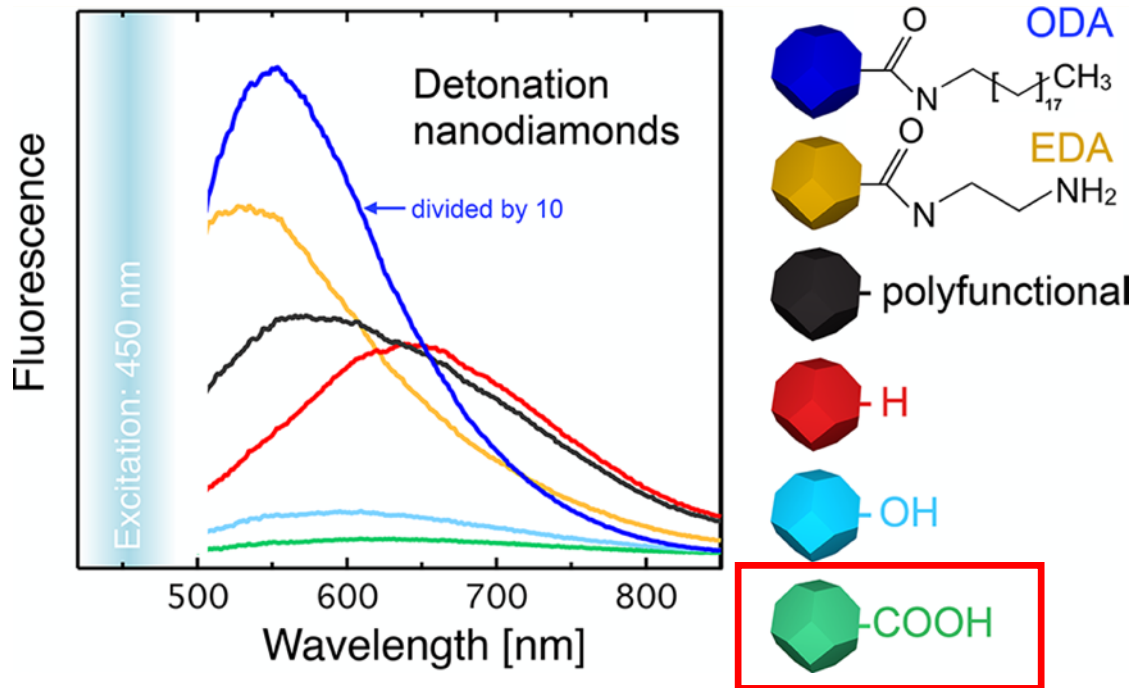 Fluorescence
Excitation: 450 nm
Detonation
nanodiamonds
divided by 10
500
600
700
800
Wavelength [nm]
O
ODA
N
[ ]17
CH3
O
EDA
N
NH2
polyfunctional
H
OH
COOH